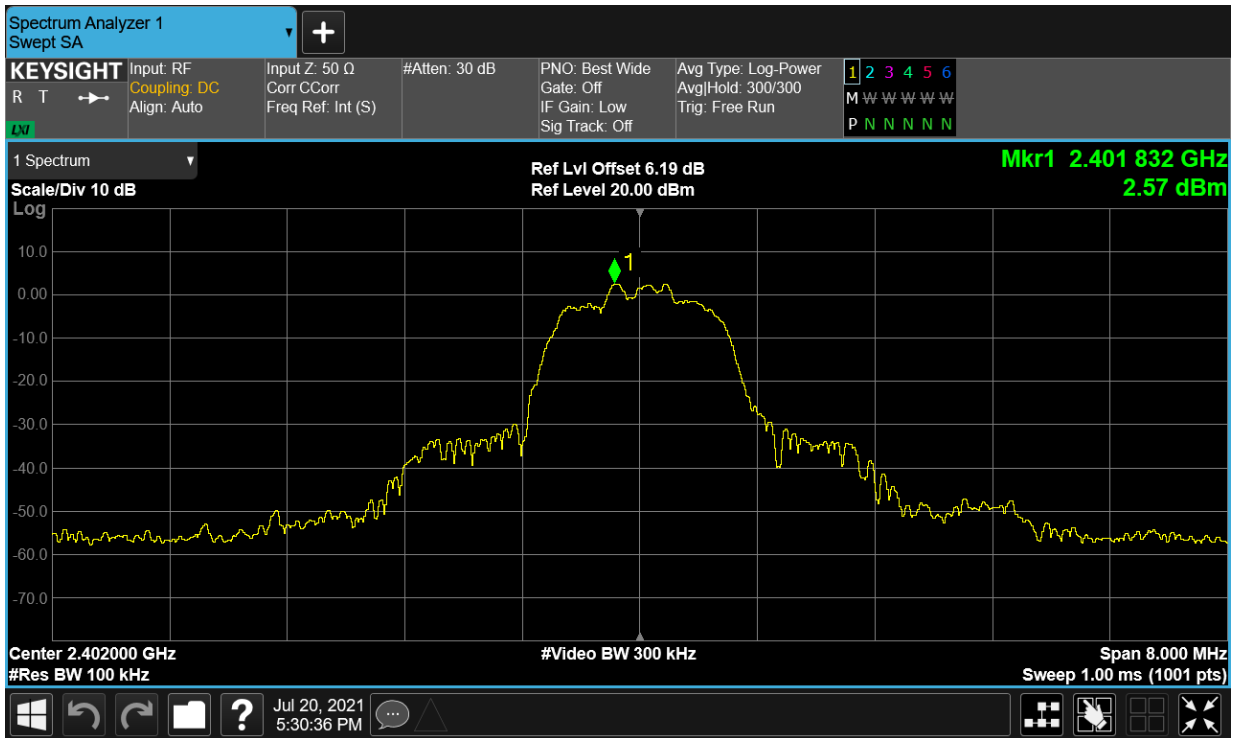 Spectrum Analyzer 1
Swept SA
KEYSIGHT
R T
LXI
Input: RF
Coupling: DC
Align: Auto
Input Z: 50 Ω
Corr CCorr
Freq Ref: Int (S)
#Atten: 30 dB
PNO: Best Wide
Gate: Off
IF Gain: Low
Sig Track: Off
Avg Type: Log-Power
Avg|Hold: 300/300
Trig: Free Run
1 2 3 4 5 6
M W W W W W
P N N N N N
1 Spectrum
Scale/Div 10 dB
Ref Lvl Offset 6.19 dB
Ref Level 20.00 dBm
Mkr1 2.401 832 GHz
2.57 dBm
Log
10.0
0.00
-10.0
-20.0
-30.0
-40.0
-50.0
-60.0
-70.0
1
Center 2.402000 GHz
#Res BW 100 kHz
#Video BW 300 kHz
Span 8.000 MHz
Sweep 1.00 ms (1001 pts)
?
Jul 20, 2021
5:30:36 PM